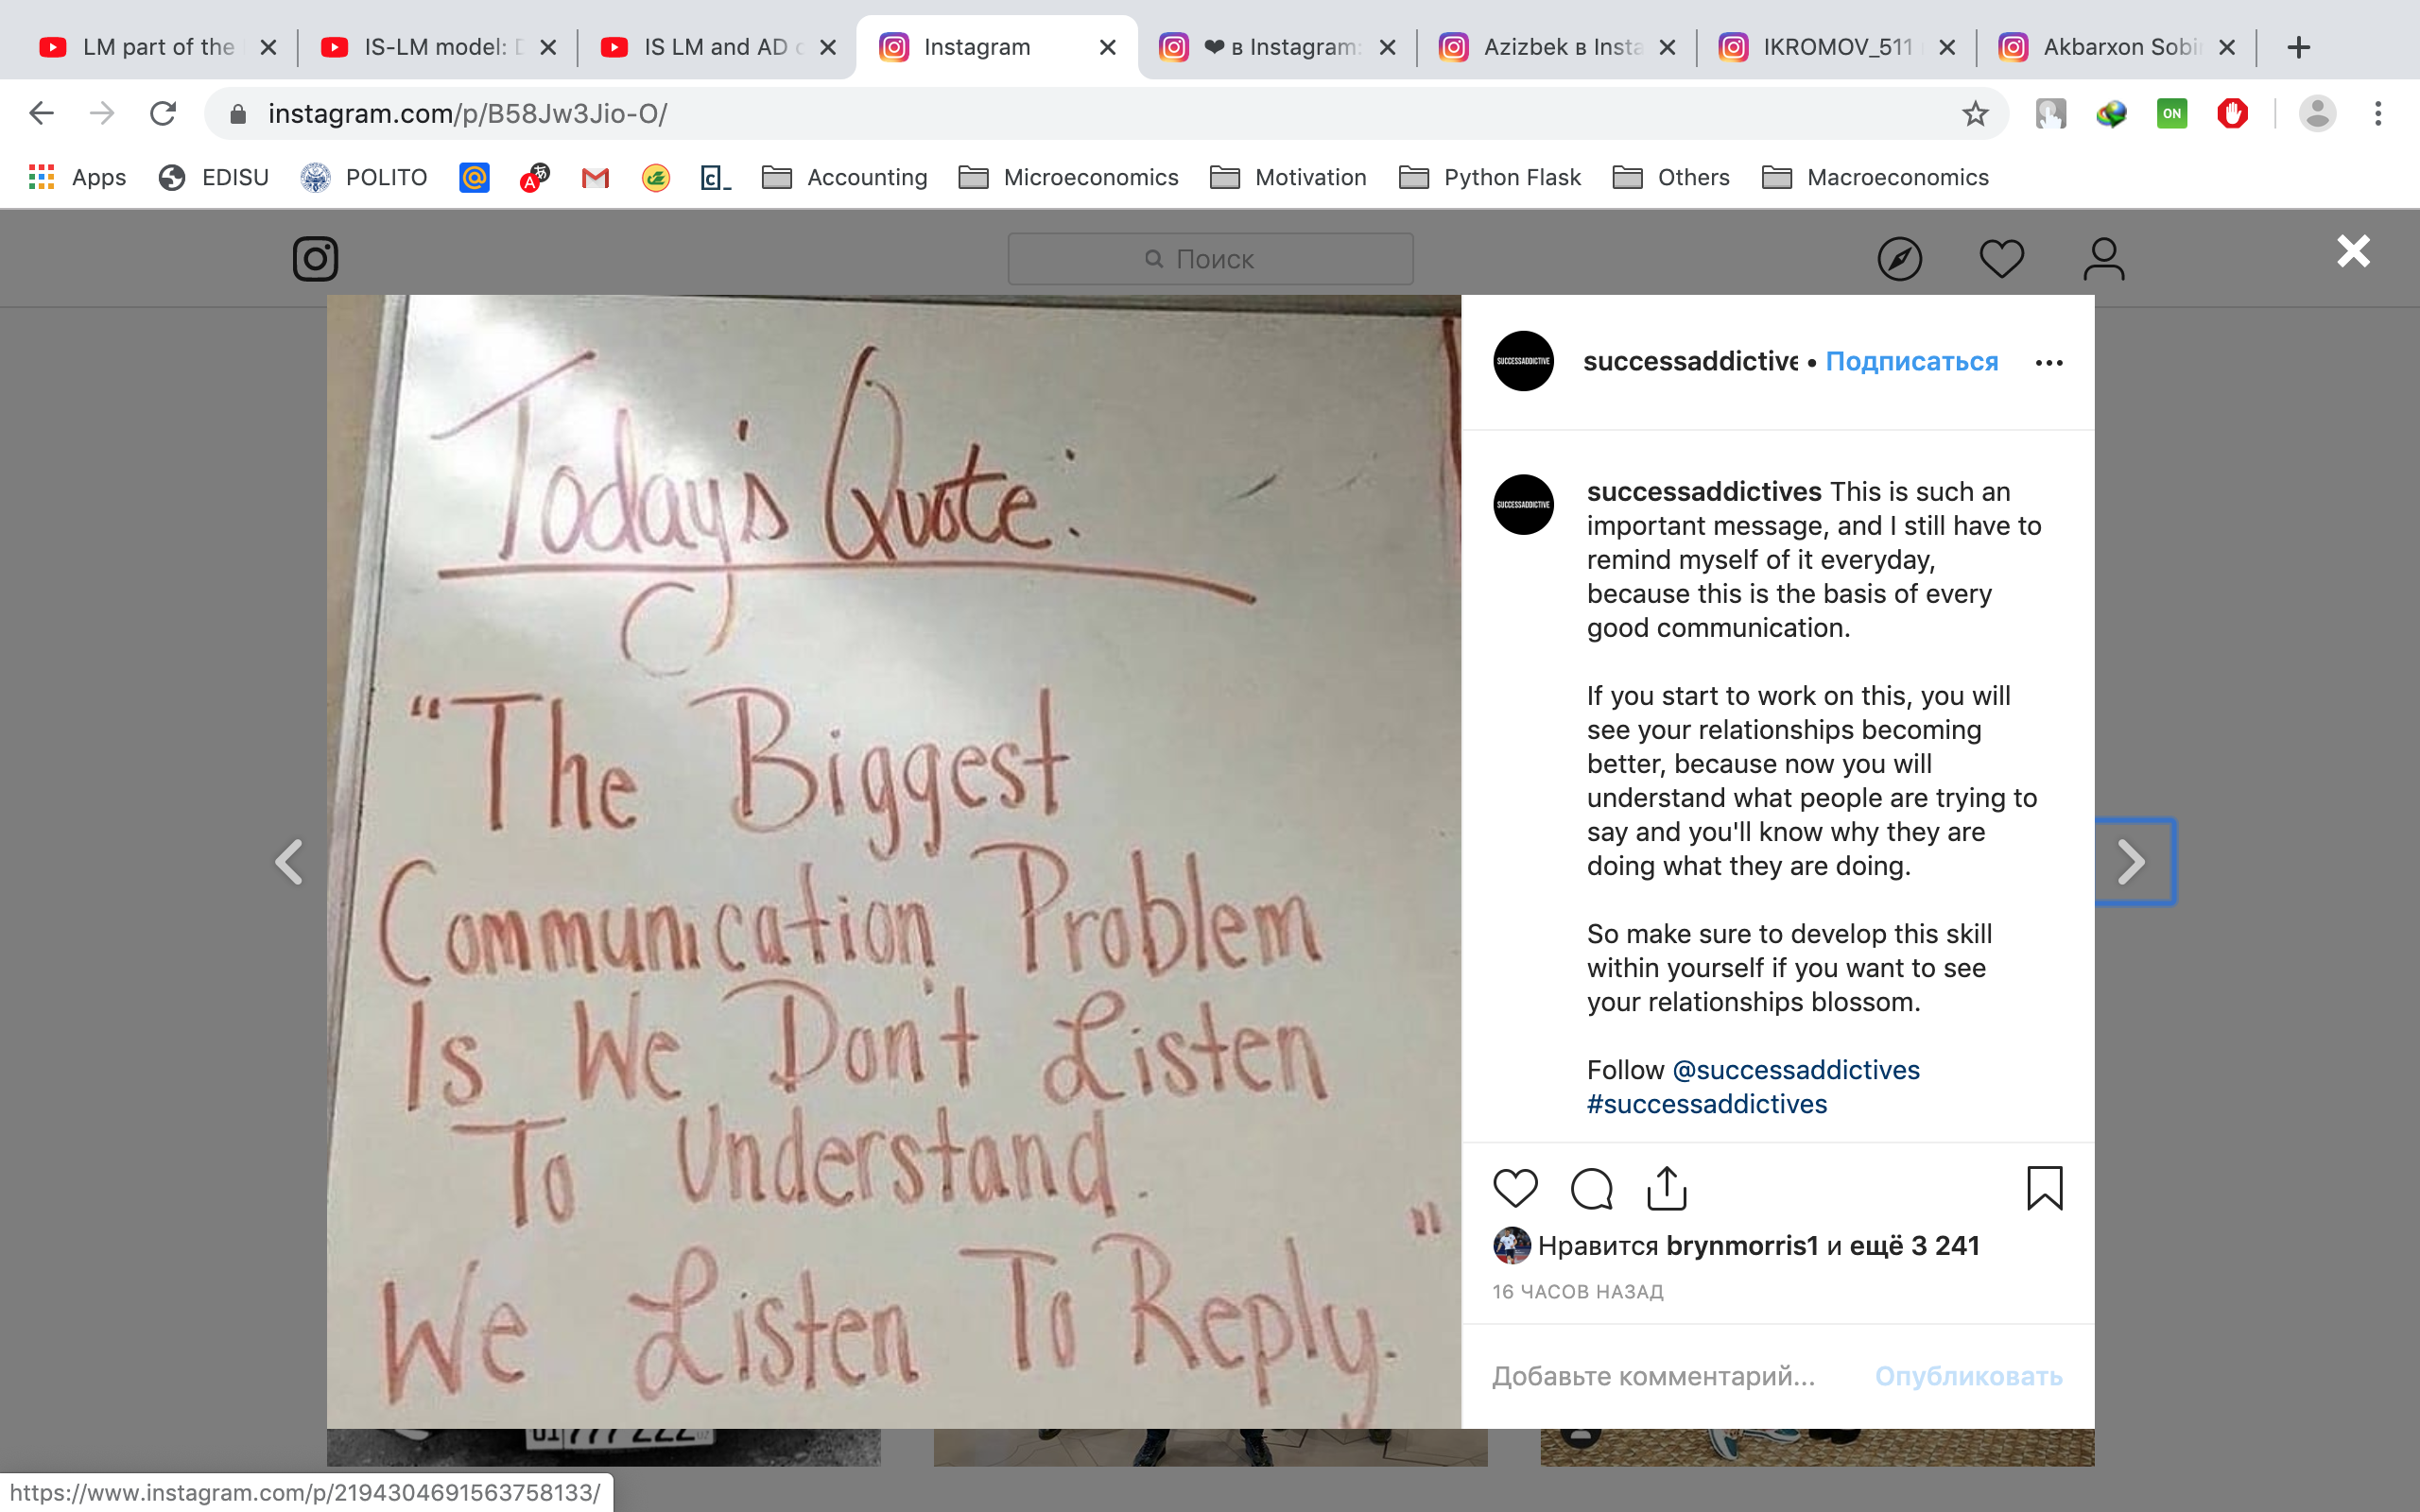 LM part of the
IS-LM model: D
IS LM and AD c
Instagram
❤ в Instagram:
Azizbek в Insta
IKROMOV_511
Akbarxon Sobi
instagram.com/p/B58Jw3Jio-O/
ON
Apps
EDISU
POLITO
Accounting
Microeconomics
Motivation
Python Flask
Others
Macroeconomics
Поиск
Today's Quote:
"The Biggest
Communication Problem
Is We Don't Listen
To Understand.
We Listen To Reply."
SUCCESSADDICTIVE
successaddictive • Подписаться
SUCCESSADDICTIVE
successaddictives This is such an
important message, and I still have to
remind myself of it everyday,
because this is the basis of every
good communication.
If you start to work on this, you will
see your relationships becoming
better, because now you will
understand what people are trying to
say and you'll know why they are
doing what they are doing.
So make sure to develop this skill
within yourself if you want to see
your relationships blossom.
Follow @successaddictives
#successaddictives
Нравится brynmorris1 и ещё 3 241
16 ЧАСОВ НАЗАД
Добавьте комментарий... Опубликовать
https://www.instagram.com/p/2194304691563758133/